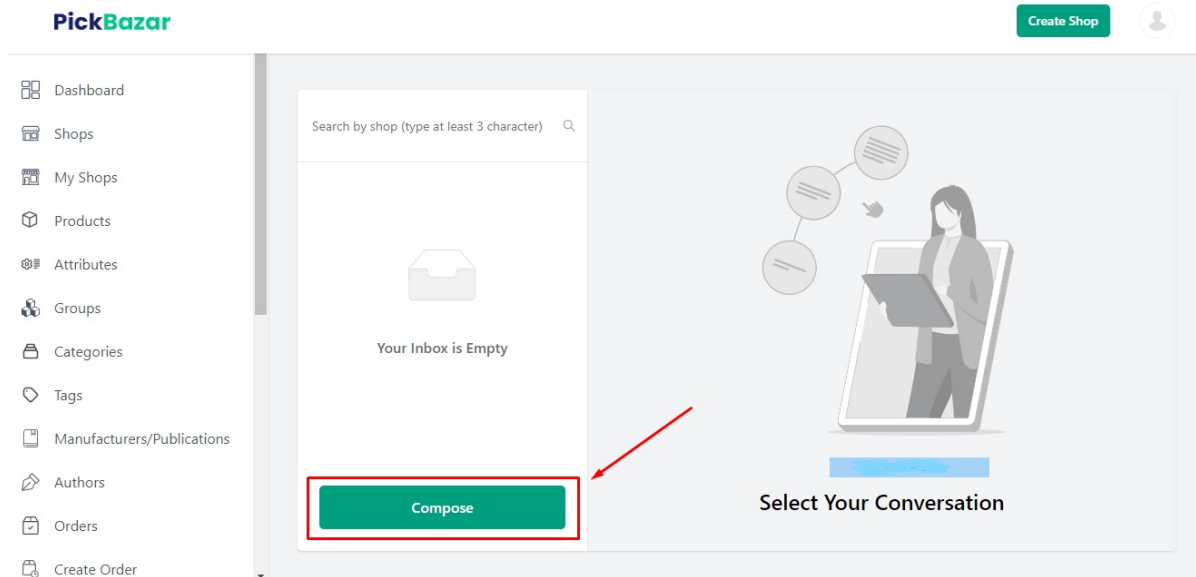 PickBazar
Create Shop
Dashboard
Shops
My Shops
Products
Attributes
Groups
Categories
Tags
Manufacturers/Publications
Authors
Orders
Create Order
Search by shop (type at least 3 character)
Your Inbox is Empty
Compose
Select Your Conversation